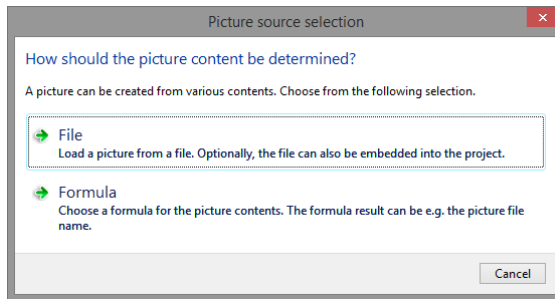 Picture source selection
How should the picture content be determined?
A picture can be created from various contents. Choose from the following selection.
File
Load a picture from a file. Optionally, the file can also be embedded into the project.
Formula
Choose a formula for the picture contents. The formula result can be e.g. the picture file
name.
Cancel